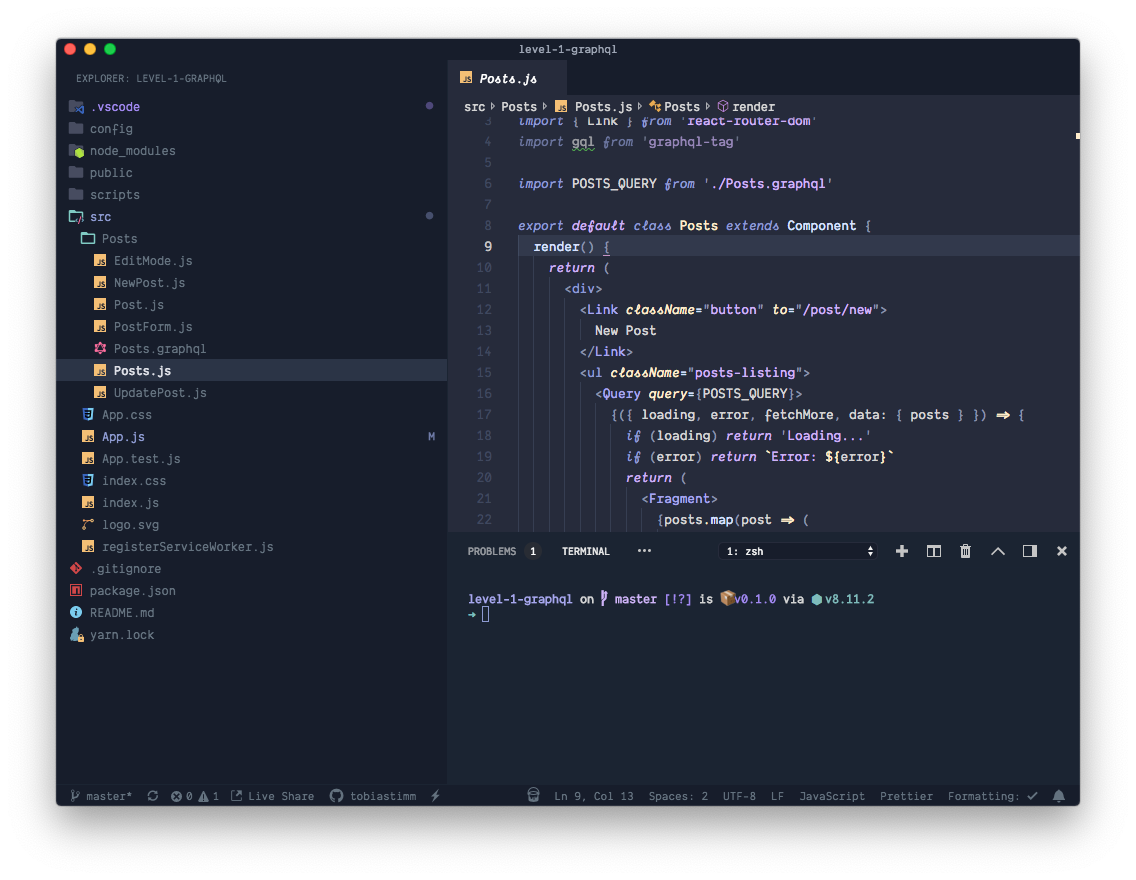 level-1-graphql
EXPLORER: LEVEL-1-GRAPHQL
.vscode
config
node_modules
public
scripts
src
Posts
EditMode.js
NewPost.js
Post.js
PostForm.js
Posts.graphql
Posts.js
UpdatePost.js
App.css
App.js M
App.test.js
index.css
index.js
logo.svg
registerServiceWorker.js
.gitignore
package.json
README.md
yarn.lock
Posts.js
src Posts Posts.js Posts render
3 import { Link } from 'react-router-dom'
4 import gql from 'graphql-tag'
5
6 import POSTS_QUERY from './Posts.graphql'
7
8 export default class Posts extends Component {
9 render() {
10 return (
11 <div>
12 <Link className="button" to="/post/new">
13 New Post
14 </Link>
15 <ul className="posts-listing">
16 <Query query={POSTS_QUERY}>
17 {({ loading, error, fetchMore, data: { posts } }) => {
18 if (loading) return 'Loading...'
19 if (error) return `Error: ${error}`
20 return (
21 <Fragment>
22 {posts.map(post => (
PROBLEMS 1 TERMINAL ··· 1: zsh
level-1-graphql on master [!?] is 📦v0.1.0 via ⬢v8.11.2
➜
master* 0 1 Live Share tobiastimm Ln 9, Col 13 Spaces: 2 UTF-8 LF JavaScript Prettier Formatting: ✓